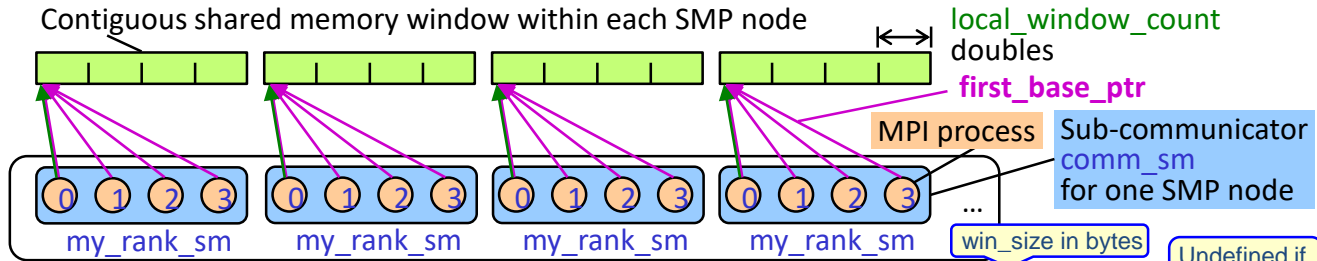 Contiguous shared memory window within each SMP node
local_window_count
doubles
first_base_ptr
MPI process
Sub-communicator
comm_sm
for one SMP node
0 1 2 3
0 1 2 3
0 1 2 3
0 1 2 3
...
my_rank_sm
my_rank_sm
my_rank_sm
my_rank_sm
win_size in bytes
Undefined if